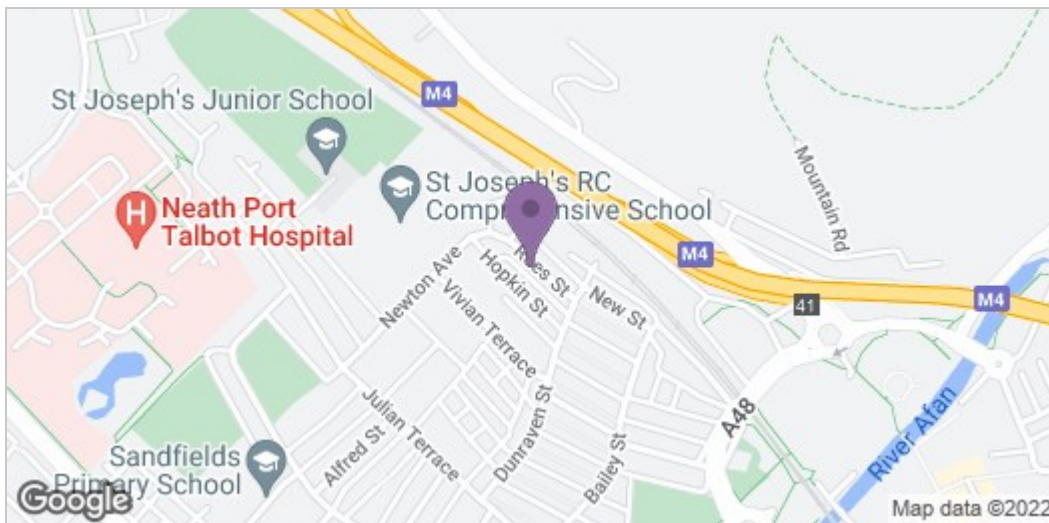 M4
St Joseph's Junior School
Mountain Rd
St Joseph's RC
Comprehensive School
H
Neath Port
Talbot Hospital
M4
Newton Ave
Hopkin St
New St
41
M4
Vivian Terrace
Julian Terrace
A48
River Afan
Dunraven St
Bailey St
Alfred St
Sandfields
Primary School
Google
Map data ©2022